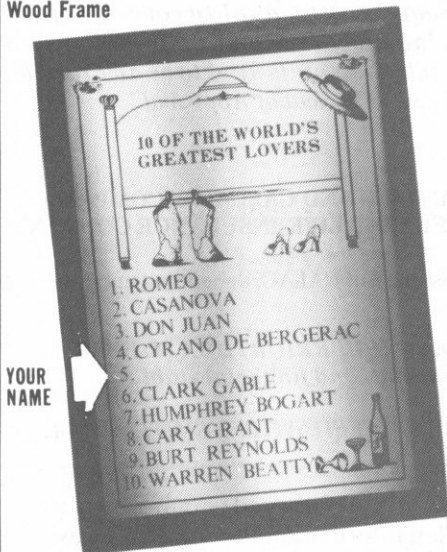 Wood Frame
10 OF THE WORLD'S
GREATEST LOVERS
1. ROMEO
2. CASANOVA
3. DON JUAN
4. CYRANO DE BERGERAC
5.
6. CLARK GABLE
7. HUMPHREY BOGART
8. CARY GRANT
9. BURT REYNOLDS
10. WARREN BEATTY
YOUR
NAME